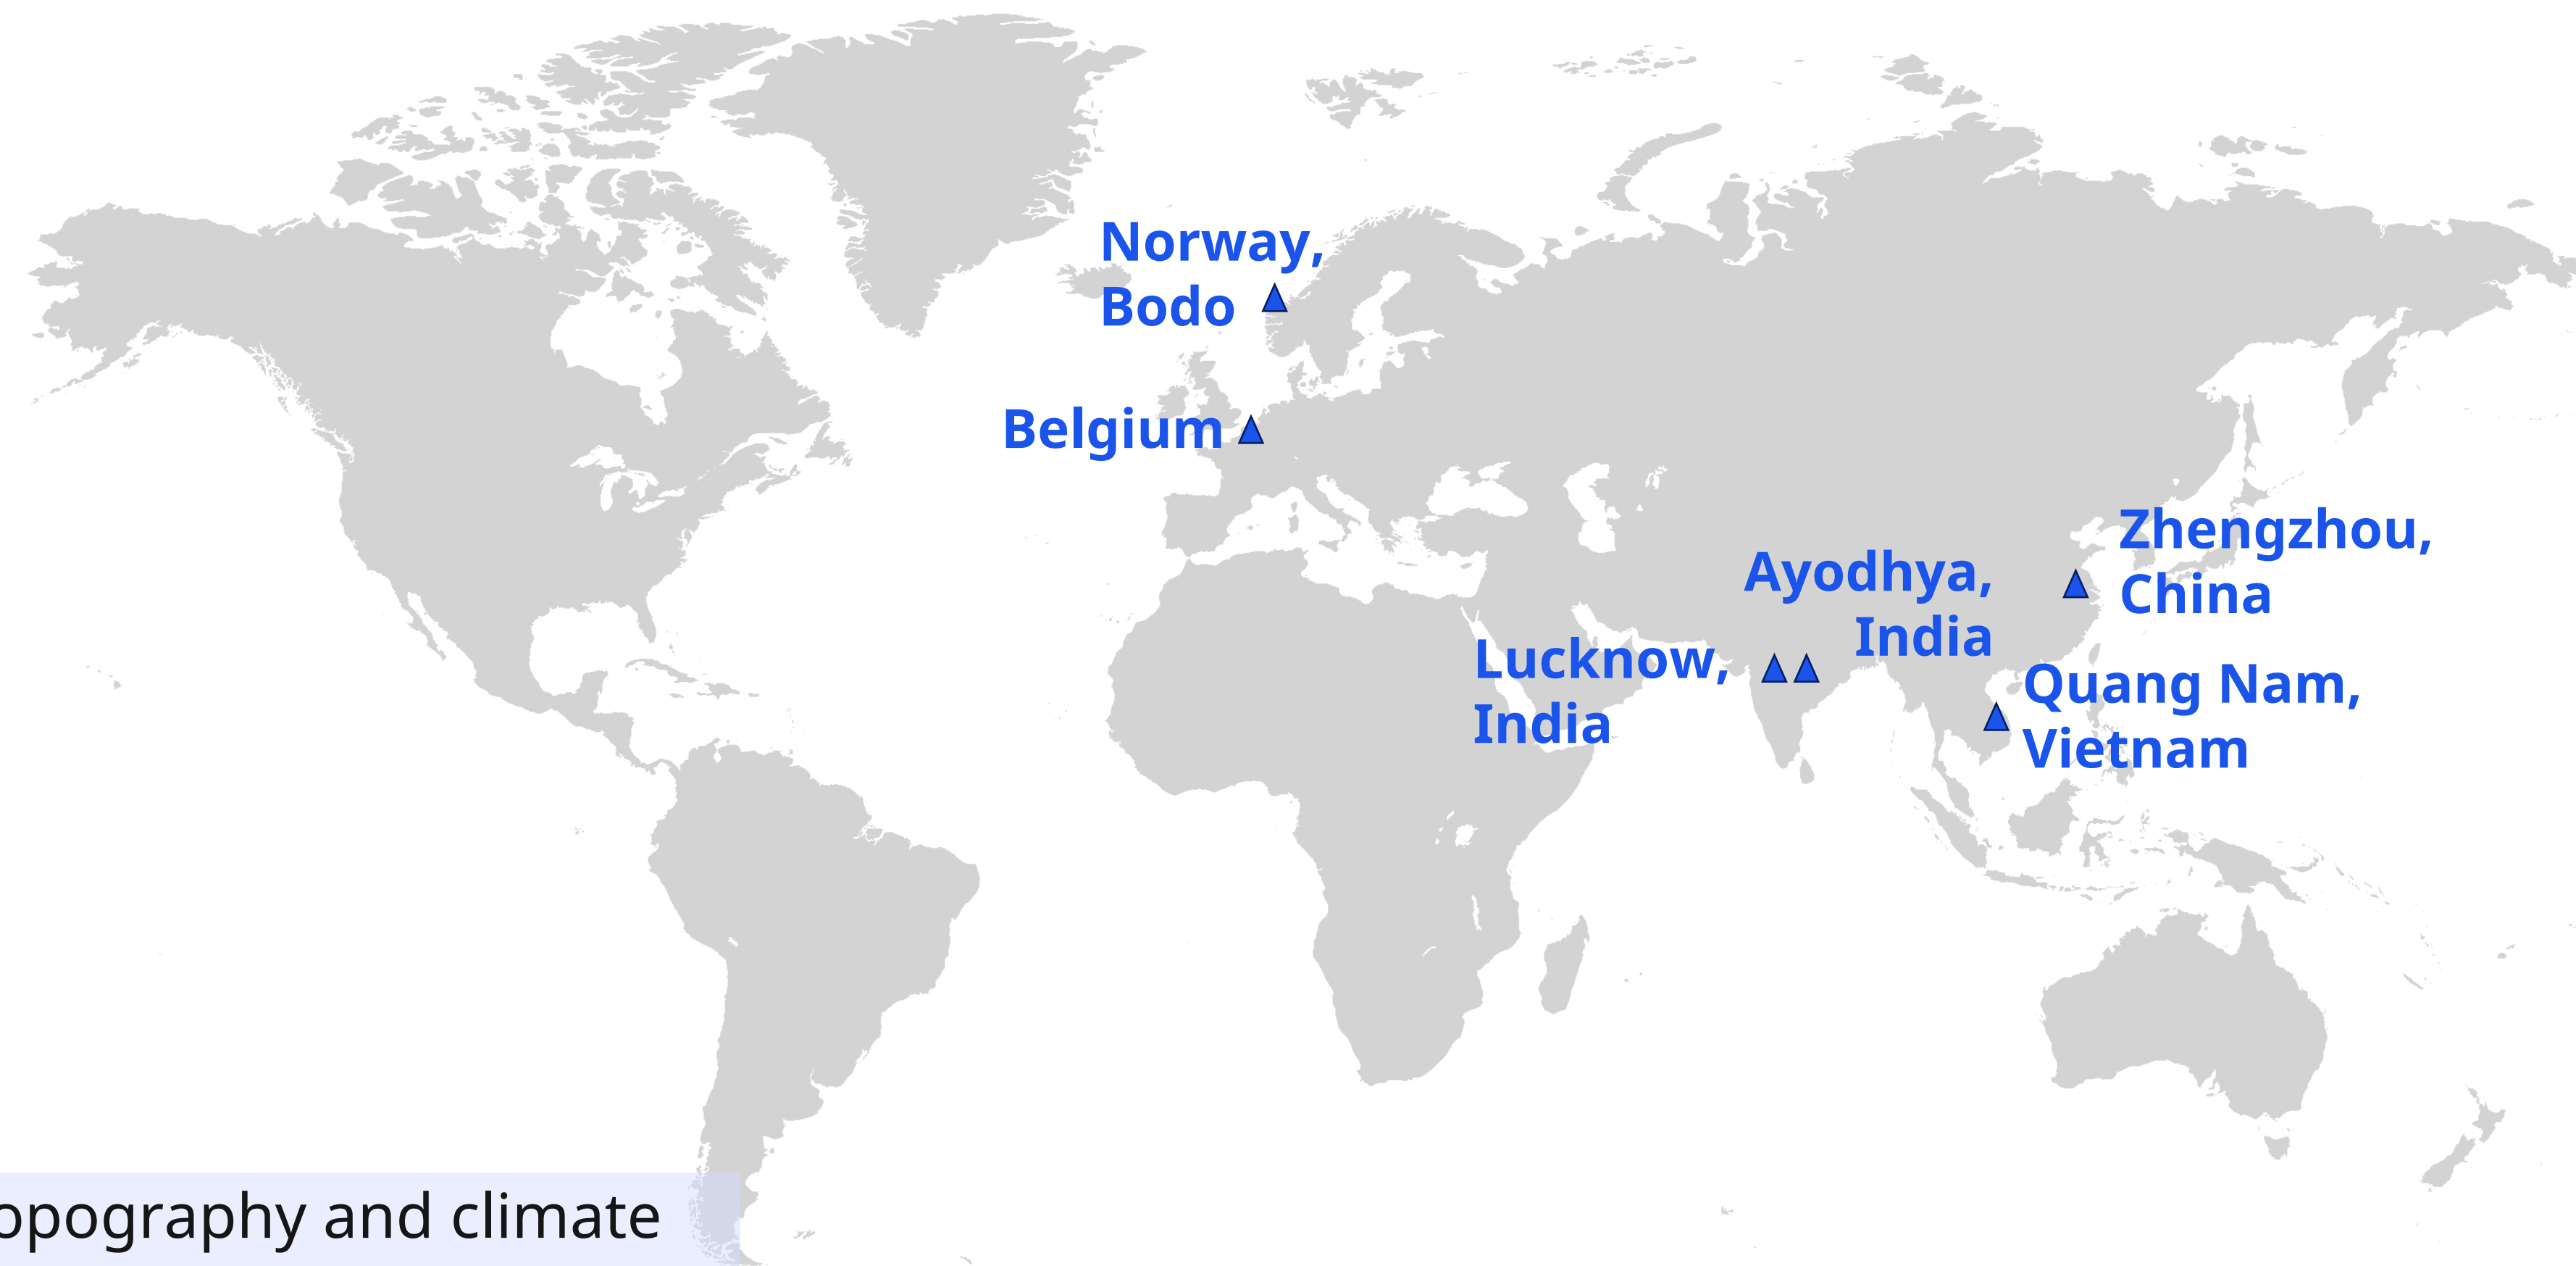 Norway,
Bodo
Belgium
Zhengzhou,
China
Ayodhya,
India
Lucknow,
India
Quang Nam,
Vietnam
opography and climate